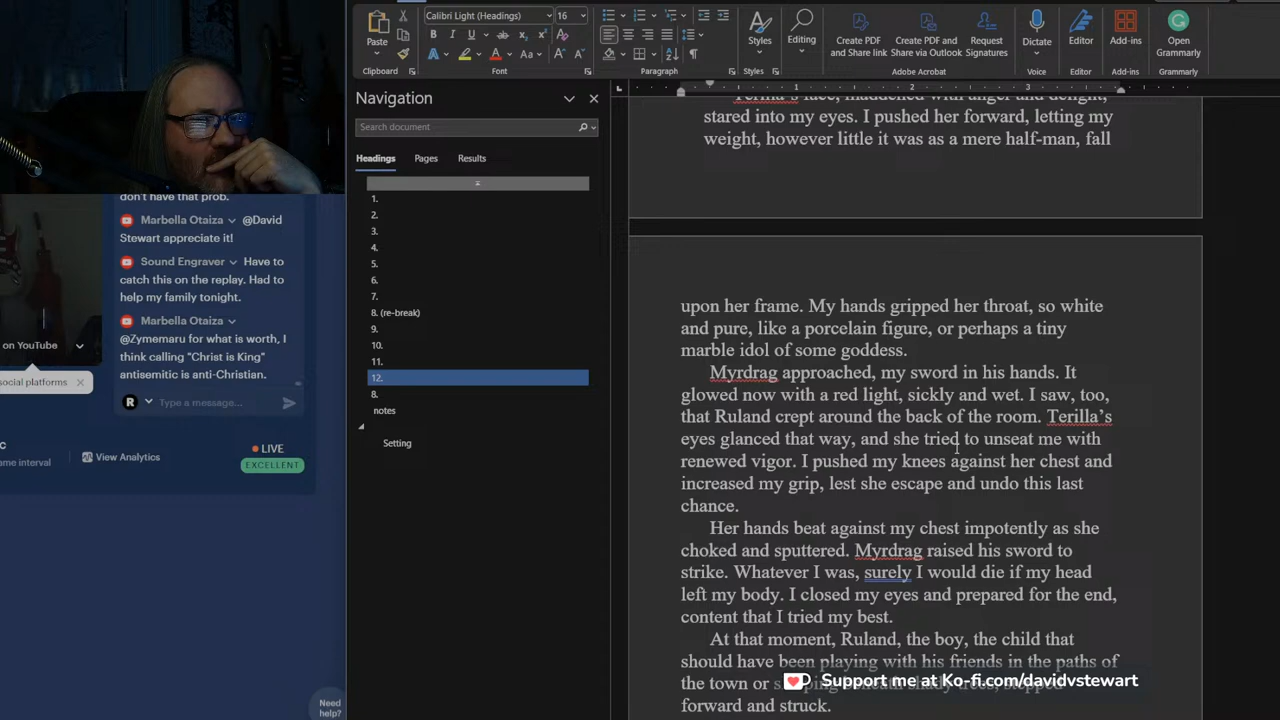 Calibri Light (Headings)
16
Paste
Clipboard
Font
Paragraph
Styles
Styles
Editing
Create PDF
and Share link
Create PDF and
Share via Outlook
Request
Signatures
Adobe Acrobat
Dictate
Voice
Editor
Editor
Add-ins
Add-ins
Open
Grammarly
Grammarly
Navigation
Search document
Headings
Pages
Results
1.
2.
3.
4.
5.
6.
7.
8. (re-break)
9.
10.
11.
12.
8.
notes
Setting
don't have that prob.
Marbella Otaiza @David
Stewart appreciate it!
Sound Engraver Have to
catch this on the replay. Had to
help my family tonight.
Marbella Otaiza
@Zymemaru for what is worth, I
think calling "Christ is King"
antisemitic is anti-Christian.
R
Type a message...
on YouTube
social platforms
LIVE
ame interval
View Analytics
EXCELLENT
Need
help?
1
2
3
Terilla's face, maddened with anger and delight,
stared into my eyes. I pushed her forward, letting my
weight, however little it was as a mere half-man, fall
upon her frame. My hands gripped her throat, so white
and pure, like a porcelain figure, or perhaps a tiny
marble idol of some goddess.
Myrdrag approached, my sword in his hands. It
glowed now with a red light, sickly and wet. I saw, too,
that Ruland crept around the back of the room. Terilla's
eyes glanced that way, and she tried to unseat me with
renewed vigor. I pushed my knees against her chest and
increased my grip, lest she escape and undo this last
chance.
Her hands beat against my chest impotently as she
choked and sputtered. Myrdrag raised his sword to
strike. Whatever I was, surely I would die if my head
left my body. I closed my eyes and prepared for the end,
content that I tried my best.
At that moment, Ruland, the boy, the child that
should have been playing with his friends in the paths of
the town or
forward and struck.
Support me at Ko-fi.com/davidvstewart